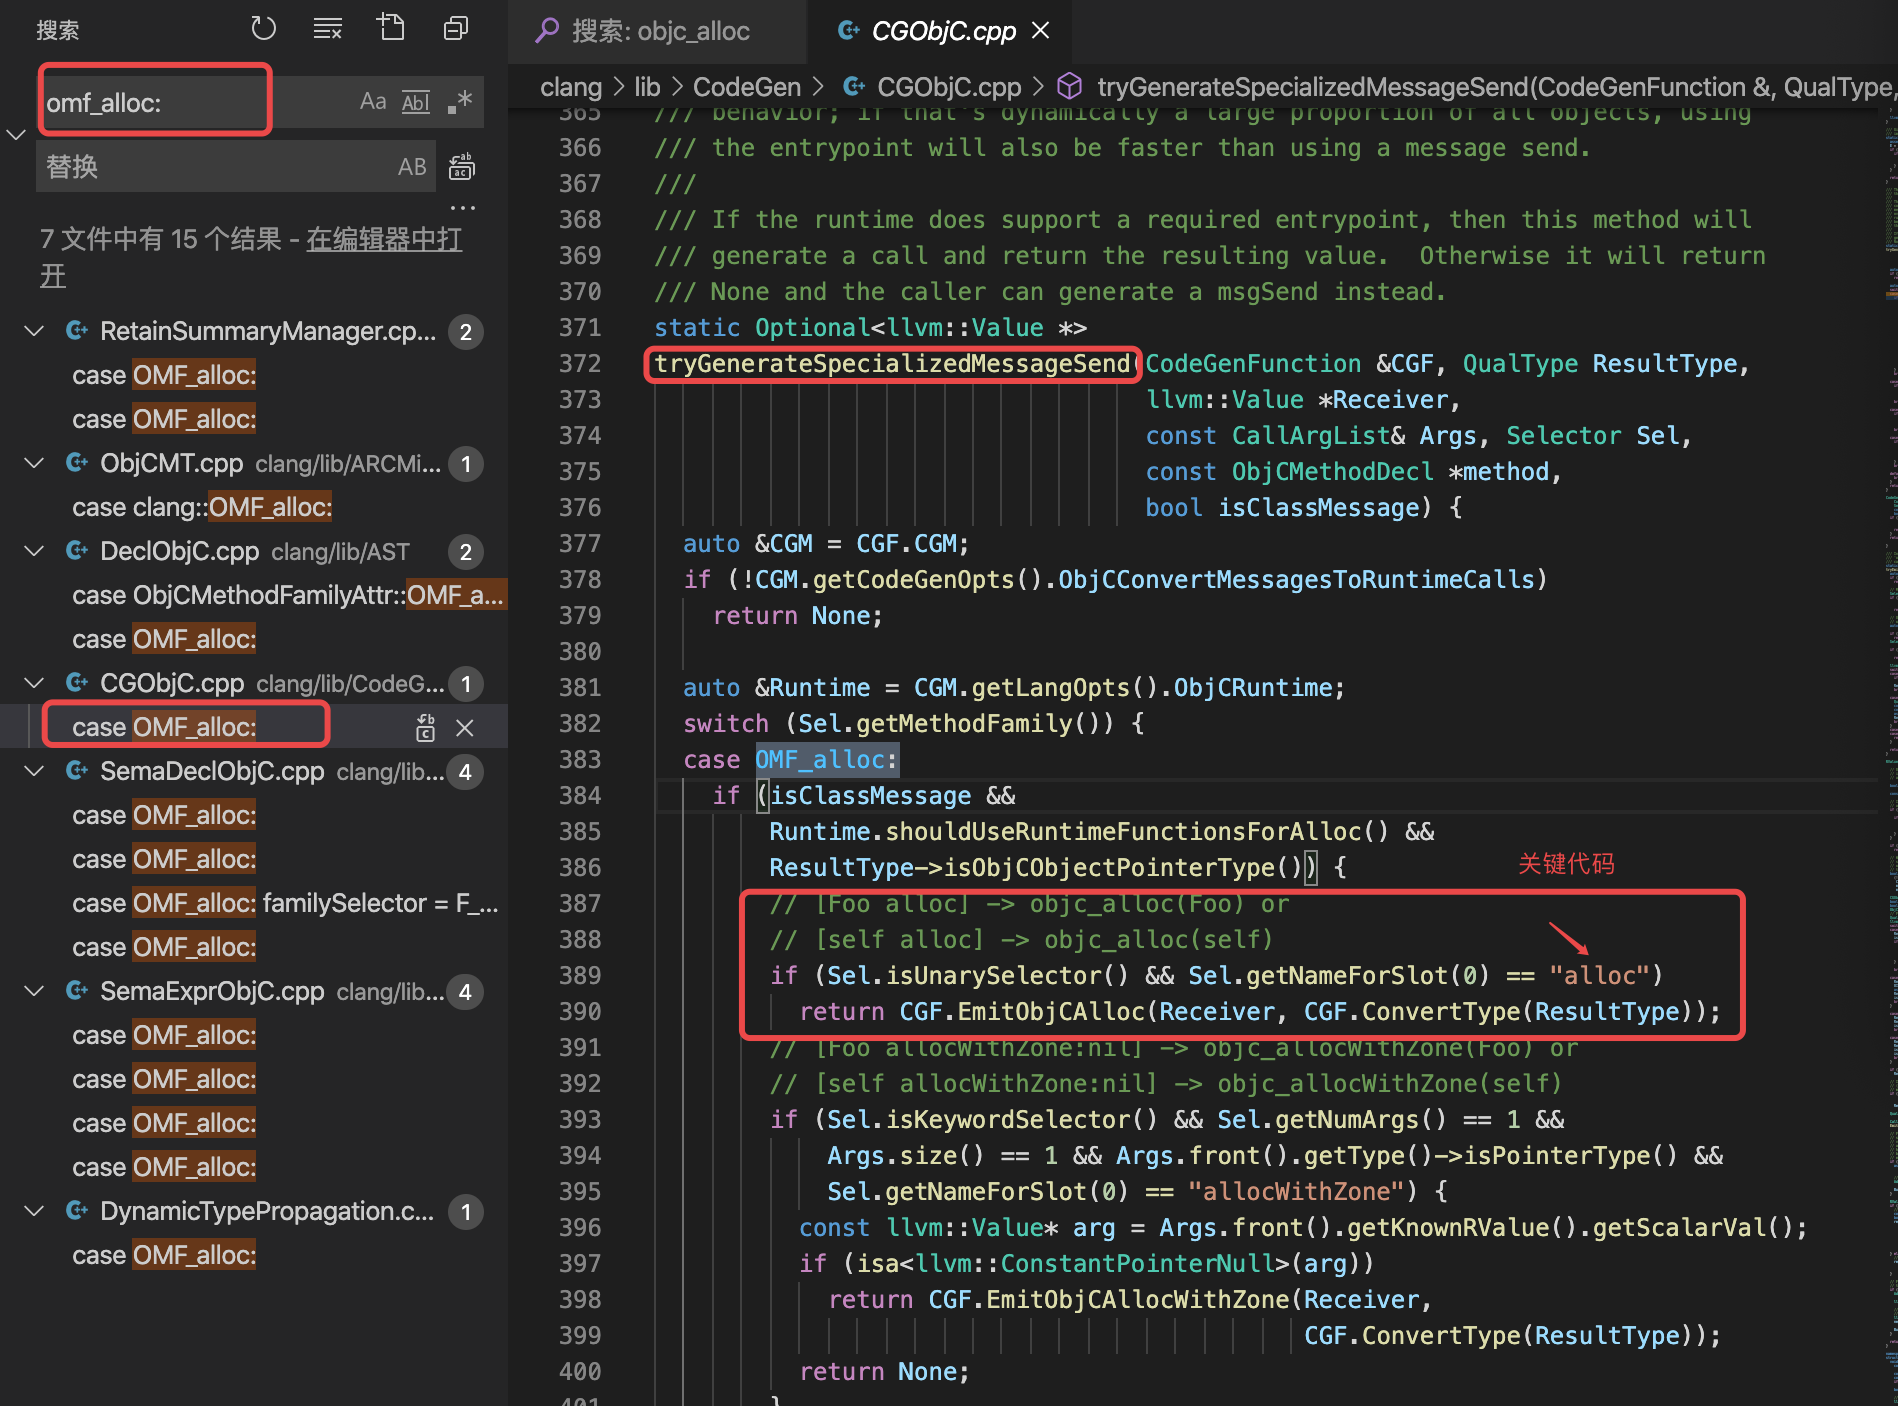 搜索
omf_alloc:
Aa Abl .*
替换
AB
...
7 文件中有 15 个结果 - 在编辑器中打
开
RetainSummaryManager.cp... 2
case OMF_alloc:
case OMF_alloc:
ObjCMT.cpp clang/lib/ARCMi... 1
case clang::OMF_alloc:
DeclObjC.cpp clang/lib/AST 2
case ObjCMethodFamilyAttr::OMF_a...
case OMF_alloc:
CGObjC.cpp clang/lib/CodeG... 1
case OMF_alloc:
SemaDeclObjC.cpp clang/lib... 4
case OMF_alloc:
case OMF_alloc:
case OMF_alloc: familySelector = F_...
case OMF_alloc:
SemaExprObjC.cpp clang/lib... 4
case OMF_alloc:
case OMF_alloc:
case OMF_alloc:
case OMF_alloc:
DynamicTypePropagation.c... 1
case OMF_alloc:
搜索: objc_alloc
CGObjC.cpp
clang > lib > CodeGen > CGObjC.cpp > tryGenerateSpecializedMessageSend(CodeGenFunction &, QualType,
365 /// behavior; if that's dynamically a large proportion of all objects, using
366 /// the entrypoint will also be faster than using a message send.
367 ///
368 /// If the runtime does support a required entrypoint, then this method will
369 /// generate a call and return the resulting value.  Otherwise it will return
370 /// None and the caller can generate a msgSend instead.
371 static Optional<llvm::Value *>
372 tryGenerateSpecializedMessageSend(CodeGenFunction &CGF, QualType ResultType,
373 llvm::Value *Receiver,
374 const CallArgList& Args, Selector Sel,
375 const ObjCMethodDecl *method,
376 bool isClassMessage) {
377 auto &CGM = CGF.CGM;
378 if (!CGM.getCodeGenOpts().ObjCConvertMessagesToRuntimeCalls)
379 return None;
380
381 auto &Runtime = CGM.getLangOpts().ObjCRuntime;
382 switch (Sel.getMethodFamily()) {
383 case OMF_alloc:
384 if (isClassMessage &&
385 Runtime.shouldUseRuntimeFunctionsForAlloc() &&
386 ResultType->isObjCObjectPointerType()) {
关键代码
387 // [Foo alloc] -> objc_alloc(Foo) or
388 // [self alloc] -> objc_alloc(self)
389 if (Sel.isUnarySelector() && Sel.getNameForSlot(0) == "alloc")
390 return CGF.EmitObjCAlloc(Receiver, CGF.ConvertType(ResultType));
391 // [Foo allocWithZone:nil] -> objc_allocWithZone(Foo) or
392 // [self allocWithZone:nil] -> objc_allocWithZone(self)
393 if (Sel.isKeywordSelector() && Sel.getNumArgs() == 1 &&
394 Args.size() == 1 && Args.front().getType()->isPointerType() &&
395 Sel.getNameForSlot(0) == "allocWithZone") {
396 const llvm::Value* arg = Args.front().getKnownRValue().getScalarVal();
397 if (isa<llvm::ConstantPointerNull>(arg))
398 return CGF.EmitObjCAllocWithZone(Receiver,
399 CGF.ConvertType(ResultType));
400 return None;
401 }